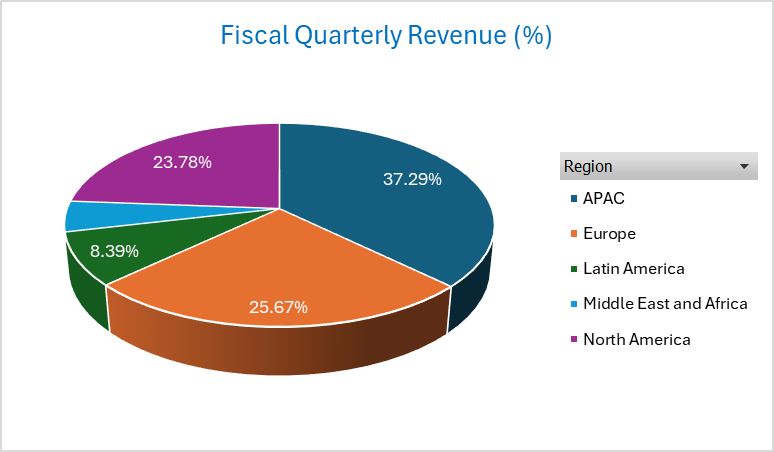 Fiscal Quarterly Revenue (%)
23.78%
37.29%
8.39%
25.67%
Region
APAC
Europe
Latin America
Middle East and Africa
North America